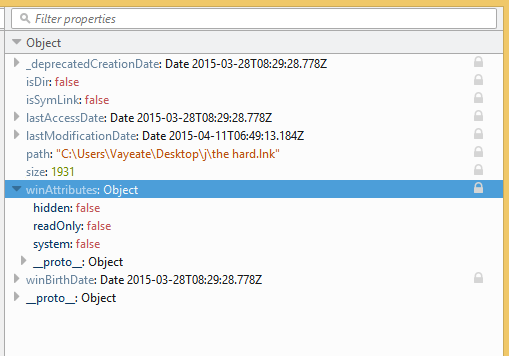 Filter properties
Object
_deprecatedCreationDate: Date 2015-03-28T08:29:28.778Z
isDir: false
isSymLink: false
lastAccessDate: Date 2015-03-28T08:29:28.778Z
lastModificationDate: Date 2015-04-11T06:49:13.184Z
path: "C:\Users\Vayeate\Desktop\j\the hard.lnk"
size: 1931
winAttributes: Object
hidden: false
readOnly: false
system: false
__proto__: Object
winBirthDate: Date 2015-03-28T08:29:28.778Z
__proto__: Object